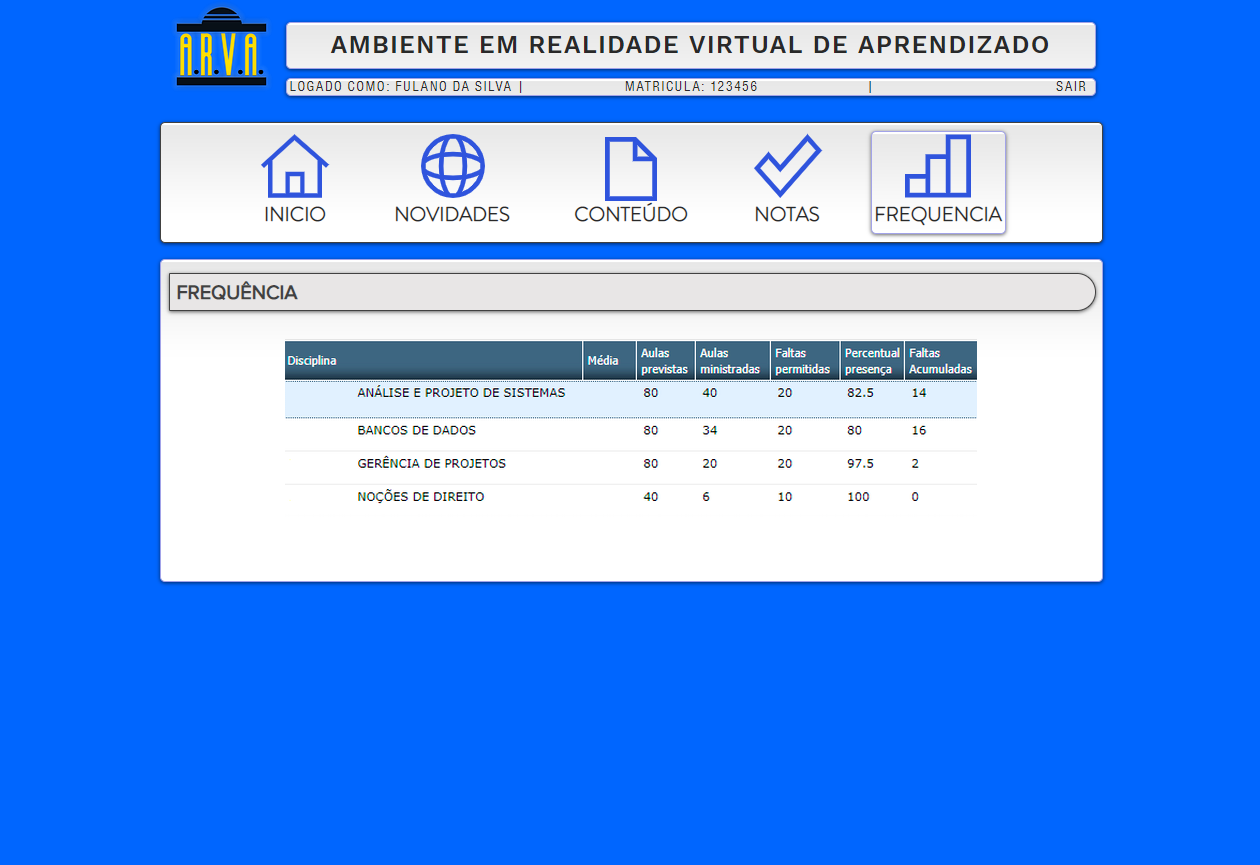 A.R.V.A.
AMBIENTE EM REALIDADE VIRTUAL DE APRENDIZADO
LOGADO COMO: FULANO DA SILVA | MATRICULA: 123456 | SAIR
INICIO NOVIDADES CONTEÚDO NOTAS FREQUENCIA
FREQUÊNCIA
Disciplina Média Aulas previstas Aulas ministradas Faltas permitidas Percentual presença Faltas Acumuladas
ANÁLISE E PROJETO DE SISTEMAS 80 40 20 82.5 14
BANCOS DE DADOS 80 34 20 80 16
GERÊNCIA DE PROJETOS 80 20 20 97.5 2
NOÇÕES DE DIREITO 40 6 10 100 0